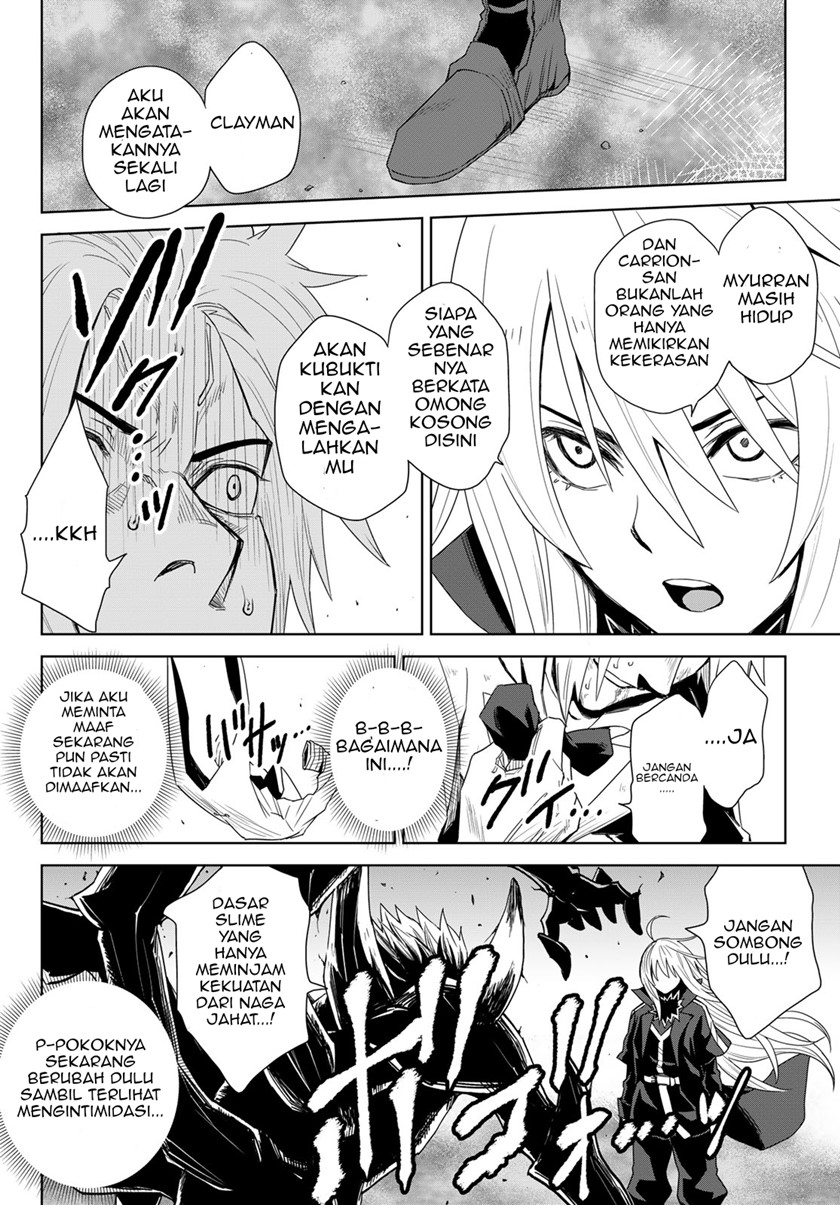 CLAYMAN
AKU
AKAN
MENGATA-
KANNYA
SEKALI
LAGI
MYURRAN
MASIH
HIDUP
DAN
CARRION-
SAN
BUKANLAH
ORANG YANG
HANYA
MEMIKIRKAN
KEKERASAN
SIAPA
YANG
SEBENAR
NYA
BERKATA
OMONG
KOSONG
DISINI
AKAN
KUBUKTI
KAN
DENGAN
MENGA-
LAHKAN
MU
....KKH
....JA
JANGAN
BERCANDA
.....
B-B-B-
BAGAIMANA
INI....!
JIKA AKU
MEMINTA
MAAF
SEKARANG
PUN PASTI
TIDAK AKAN
DIMAAFKAN...
JANGAN
SOMBONG
DULU...!
DASAR
SLIME
YANG
HANYA
MEMINJAM
KEKUATAN
DARI NAGA
JAHAT...!
P-POKOKNYA
SEKARANG
BERUBAH DULU
SAMBIL TERLIHAT
MENGINTIMIDASI...